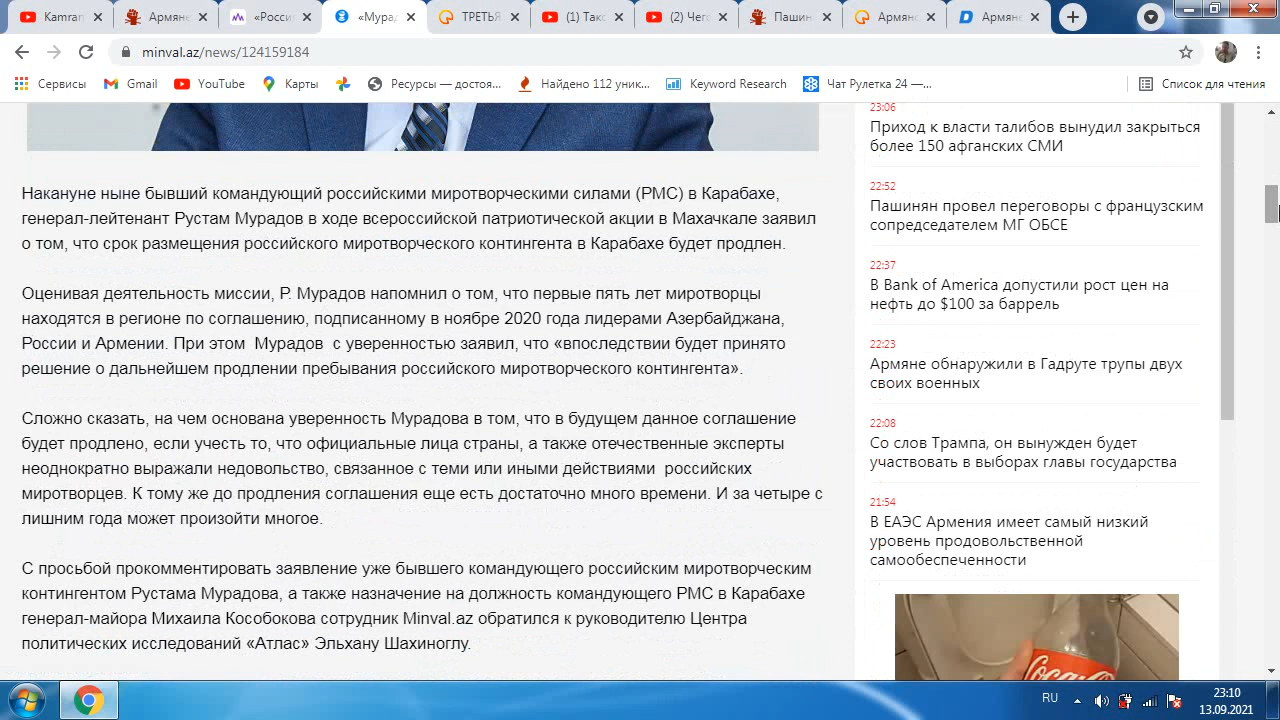 Kamran
Армяне
«Россия
«Мурад
ТРЕТЬЯ
(1) Так
(2) Чег
Пашин
Армян
Армян
minval.az/news/124159184
Сервисы
Gmail
YouTube
Карты
Ресурсы — достоя...
Найдено 112 уник...
Keyword Research
Чат Рулетка 24 —...
Список для чтения
Накануне ныне бывший командующий российскими миротворческими силами (РМС) в Карабахе,
генерал-лейтенант Рустам Мурадов в ходе всероссийской патриотической акции в Махачкале заявил
о том, что срок размещения российского миротворческого контингента в Карабахе будет продлен.
Оценивая деятельность миссии, Р. Мурадов напомнил о том, что первые пять лет миротворцы
находятся в регионе по соглашению, подписанному в ноябре 2020 года лидерами Азербайджана,
России и Армении. При этом Мурадов с уверенностью заявил, что «впоследствии будет принято
решение о дальнейшем продлении пребывания российского миротворческого контингента».
Сложно сказать, на чем основана уверенность Мурадова в том, что в будущем данное соглашение
будет продлено, если учесть то, что официальные лица страны, а также отечественные эксперты
неоднократно выражали недовольство, связанное с теми или иными действиями российских
миротворцев. К тому же до продления соглашения еще есть достаточно много времени. И за четыре с
лишним года может произойти многое.
С просьбой прокомментировать заявление уже бывшего командующего российским миротворческим
контингентом Рустама Мурадова, а также назначение на должность командующего РМС в Карабахе
генерал-майора Михаила Кособокова сотрудник Minval.az обратился к руководителю Центра
политических исследований «Атлас» Эльхану Шахиноглу.
23:06
Приход к власти талибов вынудил закрыться
более 150 афганских СМИ
22:52
Пашинян провел переговоры с французским
сопредседателем МГ ОБСЕ
22:37
В Bank of America допустили рост цен на
нефть до $100 за баррель
22:23
Армяне обнаружили в Гадруте трупы двух
своих военных
22:08
Со слов Трампа, он вынужден будет
участвовать в выборах главы государства
21:54
В ЕАЭС Армения имеет самый низкий
уровень продовольственной
самообеспеченности
Coca-Co
RU
23:10
13.09.2021